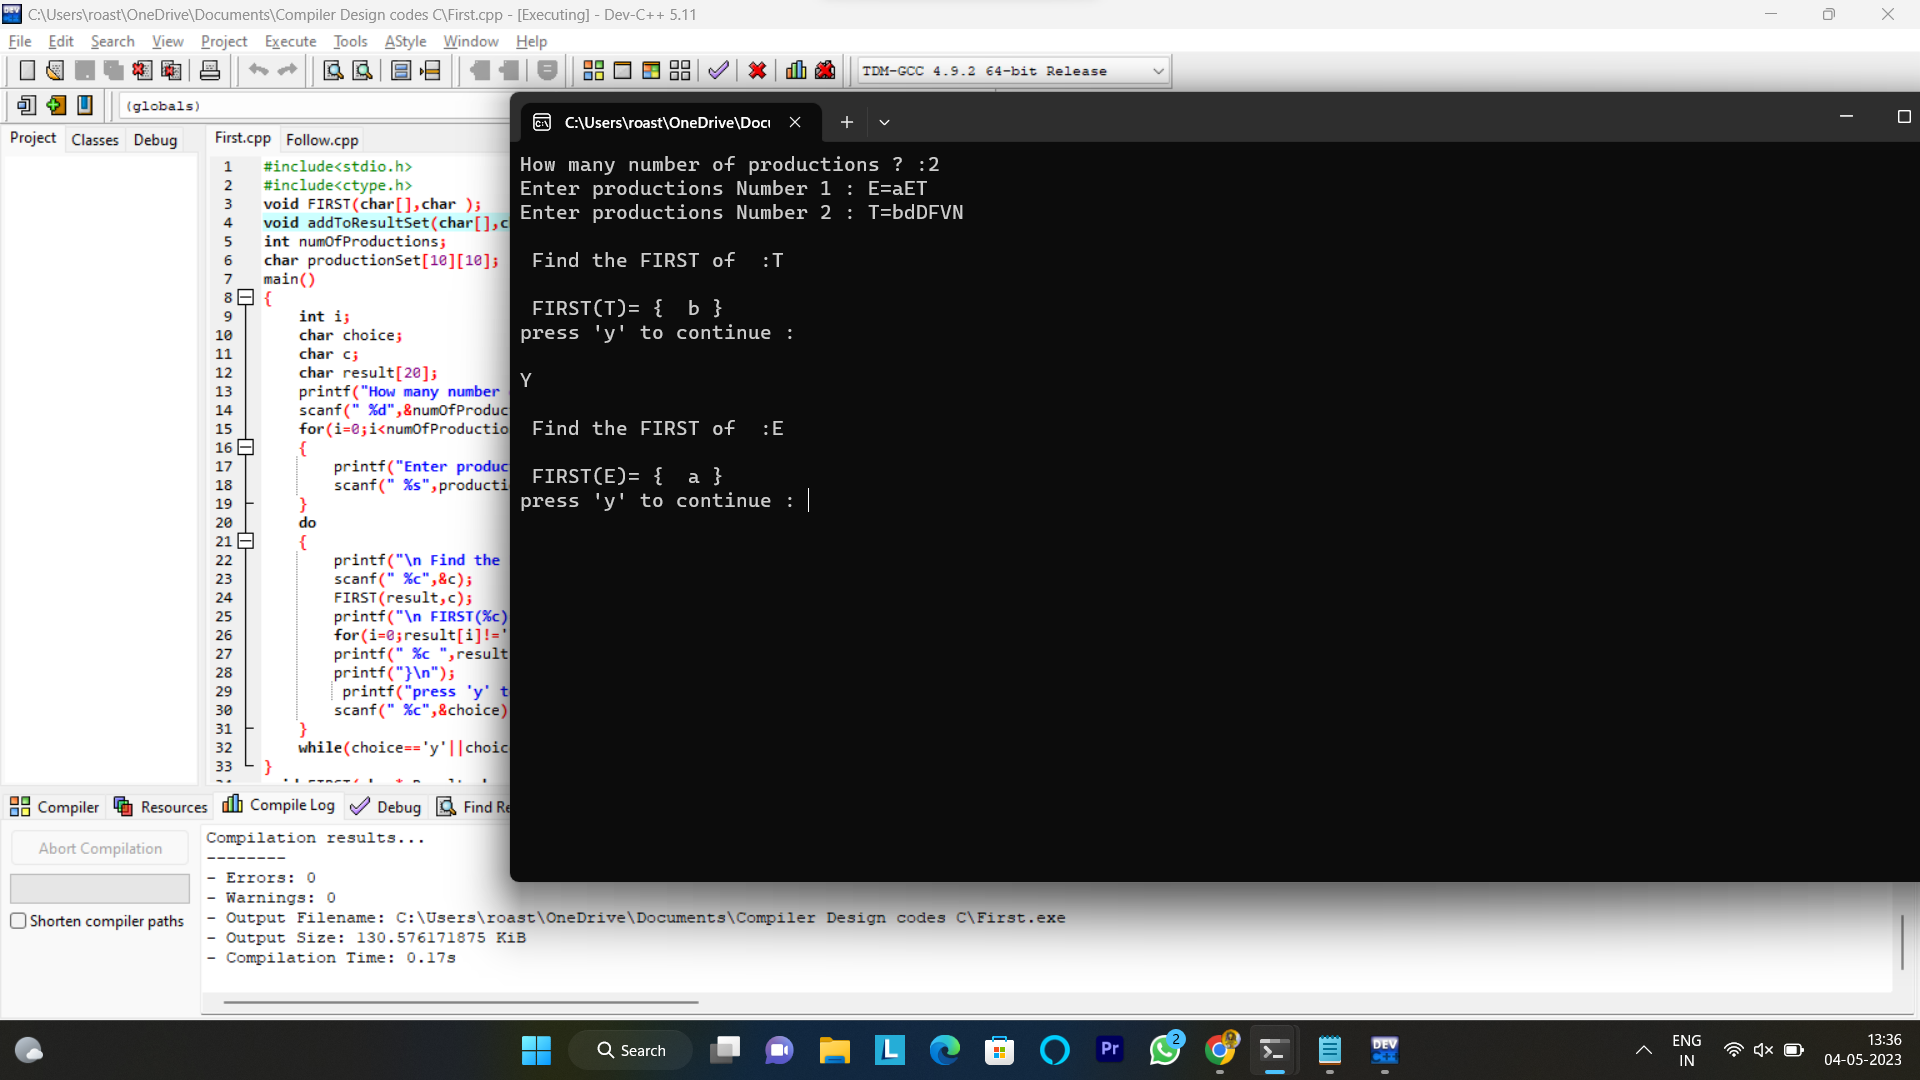 C:\Users\roast\OneDrive\Documents\Compiler Design codes C\First.cpp - [Executing] - Dev-C++ 5.11
File Edit Search View Project Execute Tools AStyle Window Help
TDM-GCC 4.9.2 64-bit Release
(globals)
Project Classes Debug
First.cpp Follow.cpp
1 #include<stdio.h>
2 #include<ctype.h>
3 void FIRST(char[],char );
4 void addToResultSet(char[],c
5 int numOfProductions;
6 char productionSet[10][10];
7 main()
8 {
9 int i;
10 char choice;
11 char c;
12 char result[20];
13 printf("How many number
14 scanf(" %d",&numOfProduc
15 for(i=0;i<numOfProductio
16 {
17 printf("Enter produc
18 scanf(" %s",producti
19 }
20 do
21 {
22 printf("\n Find the
23 scanf(" %c",&c);
24 FIRST(result,c);
25 printf("\n FIRST(%c)
26 for(i=0;result[i]!='
27 printf(" %c ",result
28 printf("}\n");
29 printf("press 'y' t
30 scanf(" %c",&choice)
31 }
32 while(choice=='y'||choic
33 }
C:\Users\roast\OneDrive\Docu
How many number of productions ? :2
Enter productions Number 1 : E=aET
Enter productions Number 2 : T=bdDFVN
Find the FIRST of :T
FIRST(T)= { b }
press 'y' to continue :
Y
Find the FIRST of :E
FIRST(E)= { a }
press 'y' to continue :
Compiler Resources Compile Log Debug Find Re
Abort Compilation
Shorten compiler paths
Compilation results...
--------
- Errors: 0
- Warnings: 0
- Output Filename: C:\Users\roast\OneDrive\Documents\Compiler Design codes C\First.exe
- Output Size: 130.576171875 KiB
- Compilation Time: 0.17s
Search
L
Pr
2
DEV
ENG
IN
13:36
04-05-2023